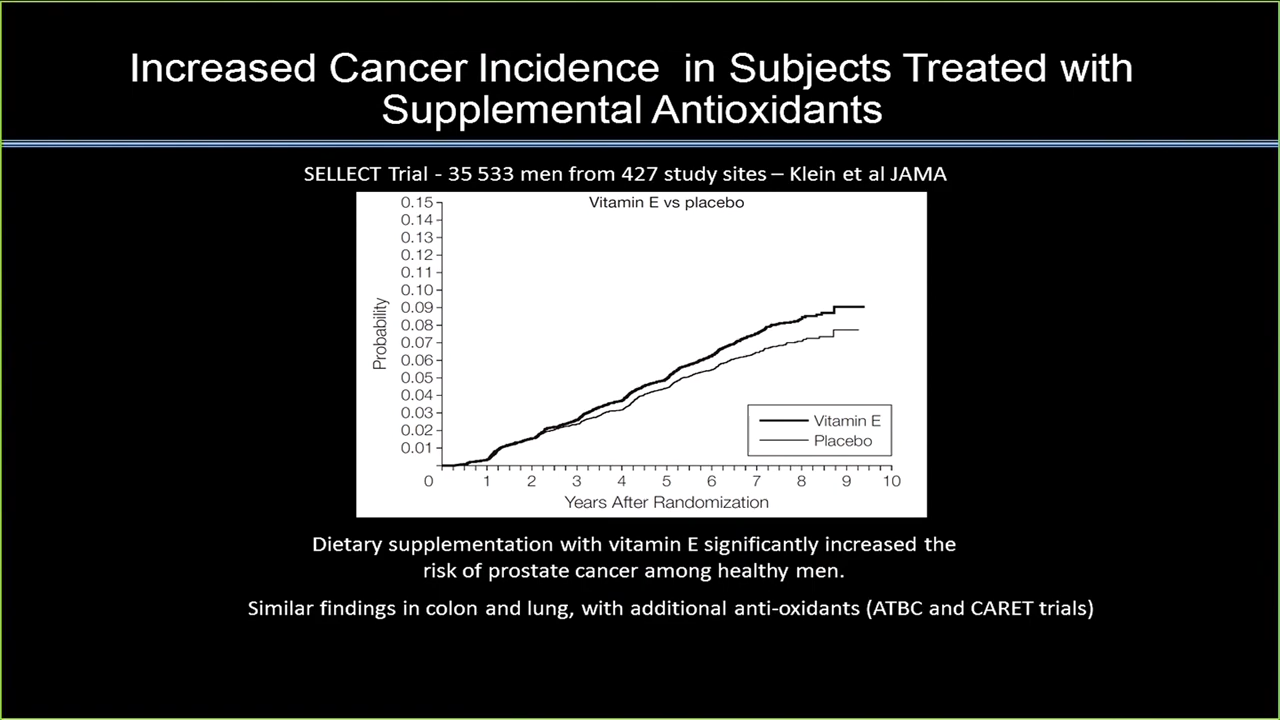 Increased Cancer Incidence in Subjects Treated with
Supplemental Antioxidants
SELLECT Trial - 35 533 men from 427 study sites – Klein et al JAMA
Vitamin E vs placebo
0.15
0.14
0.13
0.12
0.11
0.10
0.09
0.08
0.07
0.06
0.05
0.04
0.03
0.02
0.01
Probability
0 1 2 3 4 5 6 7 8 9 10
Years After Randomization
Vitamin E
Placebo
Dietary supplementation with vitamin E significantly increased the
risk of prostate cancer among healthy men.
Similar findings in colon and lung, with additional anti-oxidants (ATBC and CARET trials)